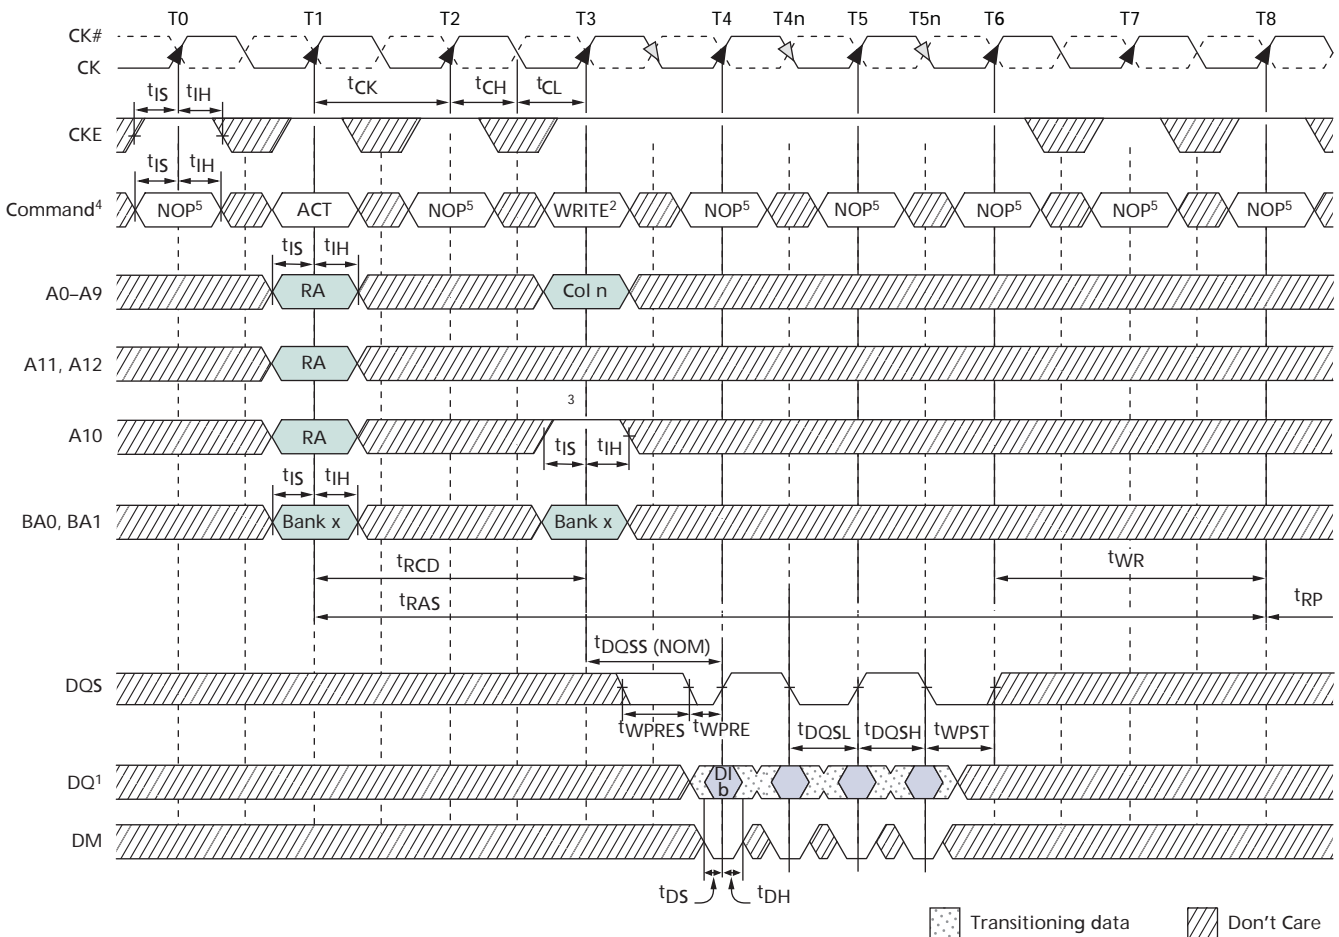 T0 T1 T2 T3 T4 T4n T5 T5n T6 T7 T8
CK#
CK
tCK tCH tCL
tIS tIH
CKE
tIS tIH
Command4 NOP5 ACT NOP5 WRITE2 NOP5 NOP5 NOP5 NOP5 NOP5
tIS tIH
A0–A9 RA Col n
A11, A12 RA
3
A10 RA
tIS tIH
tIS tIH
BA0, BA1 Bank x Bank x
tRCD tWR
tRAS tRP
tDQSS (NOM)
DQS
tWPRES tWPRE tDQSL tDQSH tWPST
DQ1 DI
b
DM
tDS tDH
Transitioning data Don't Care